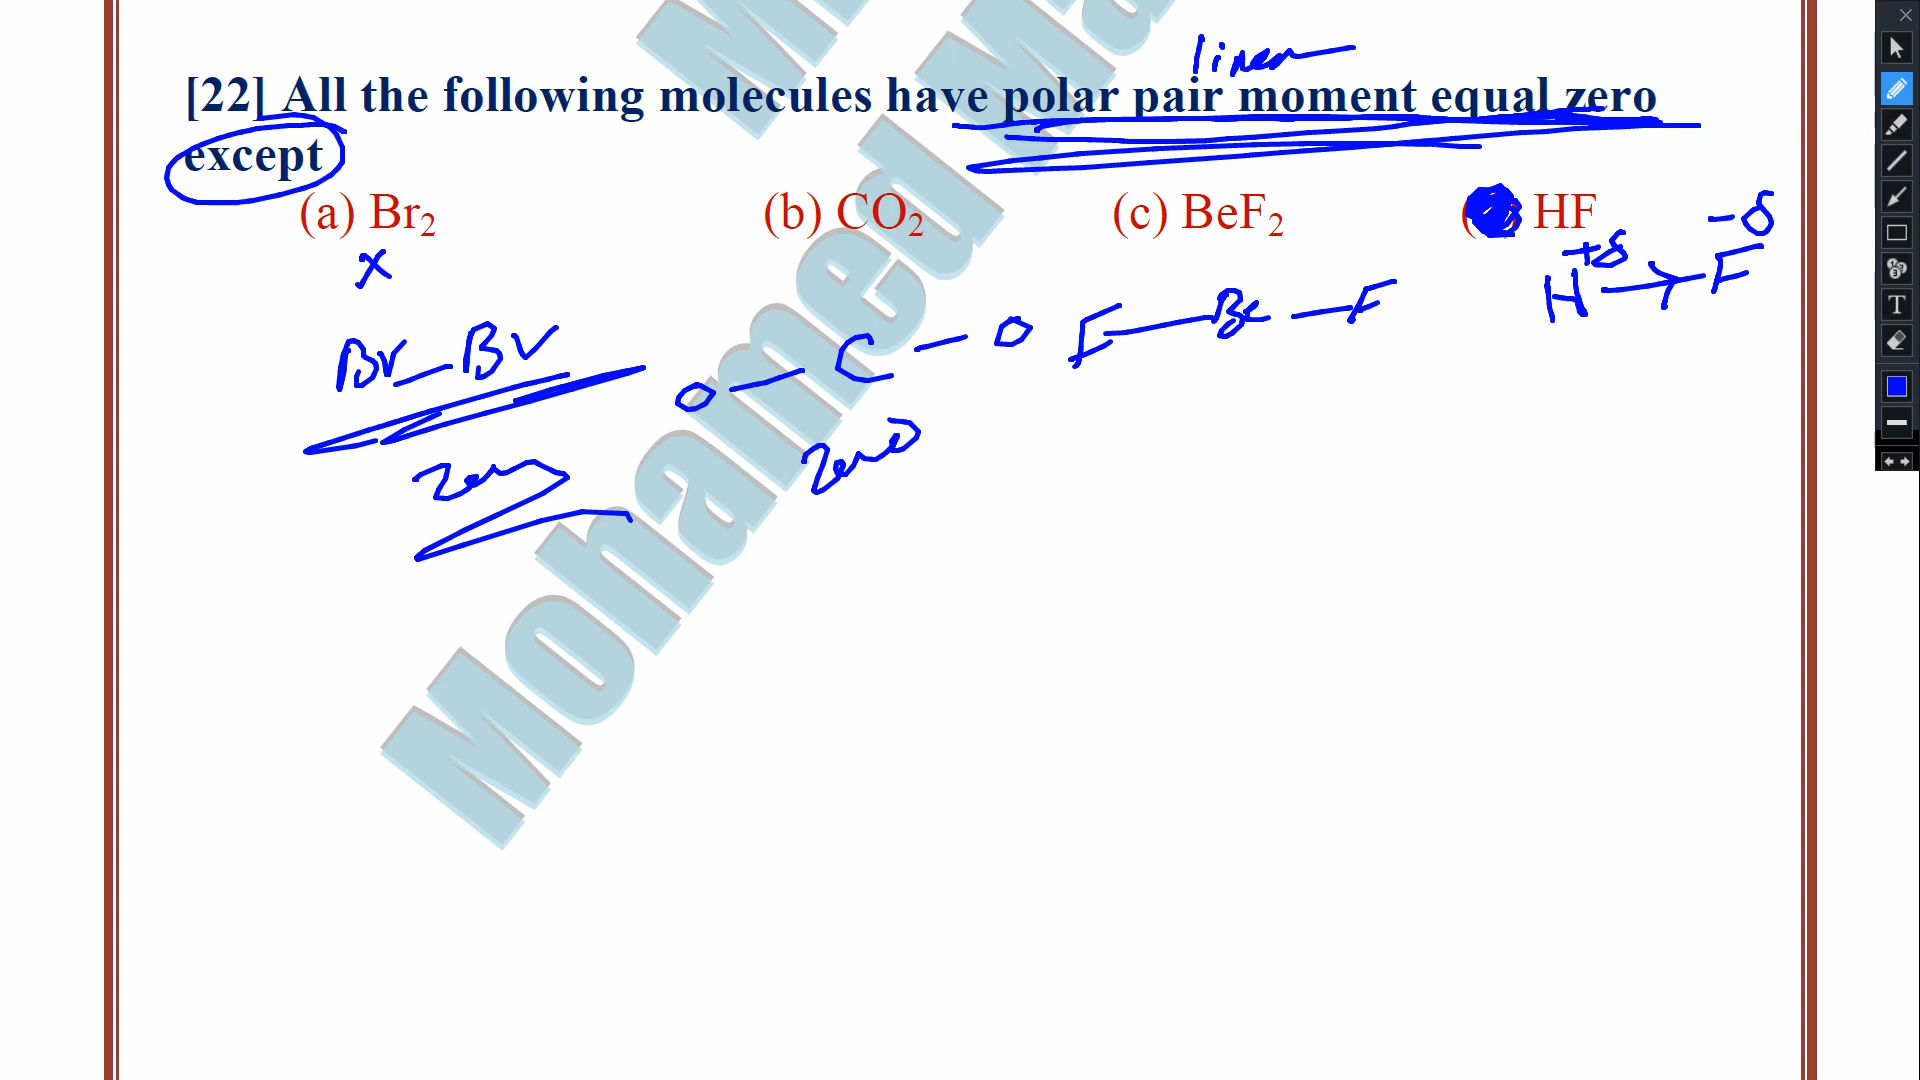 linear
[22] All the following molecules have polar pair moment equal zero
except
(a) Br2 (b) CO2 (c) BeF2 ( HF
-δ
+δ
x
H F
F Be F
Br Br
O C O
Zero
Zero
Mohamed Ma